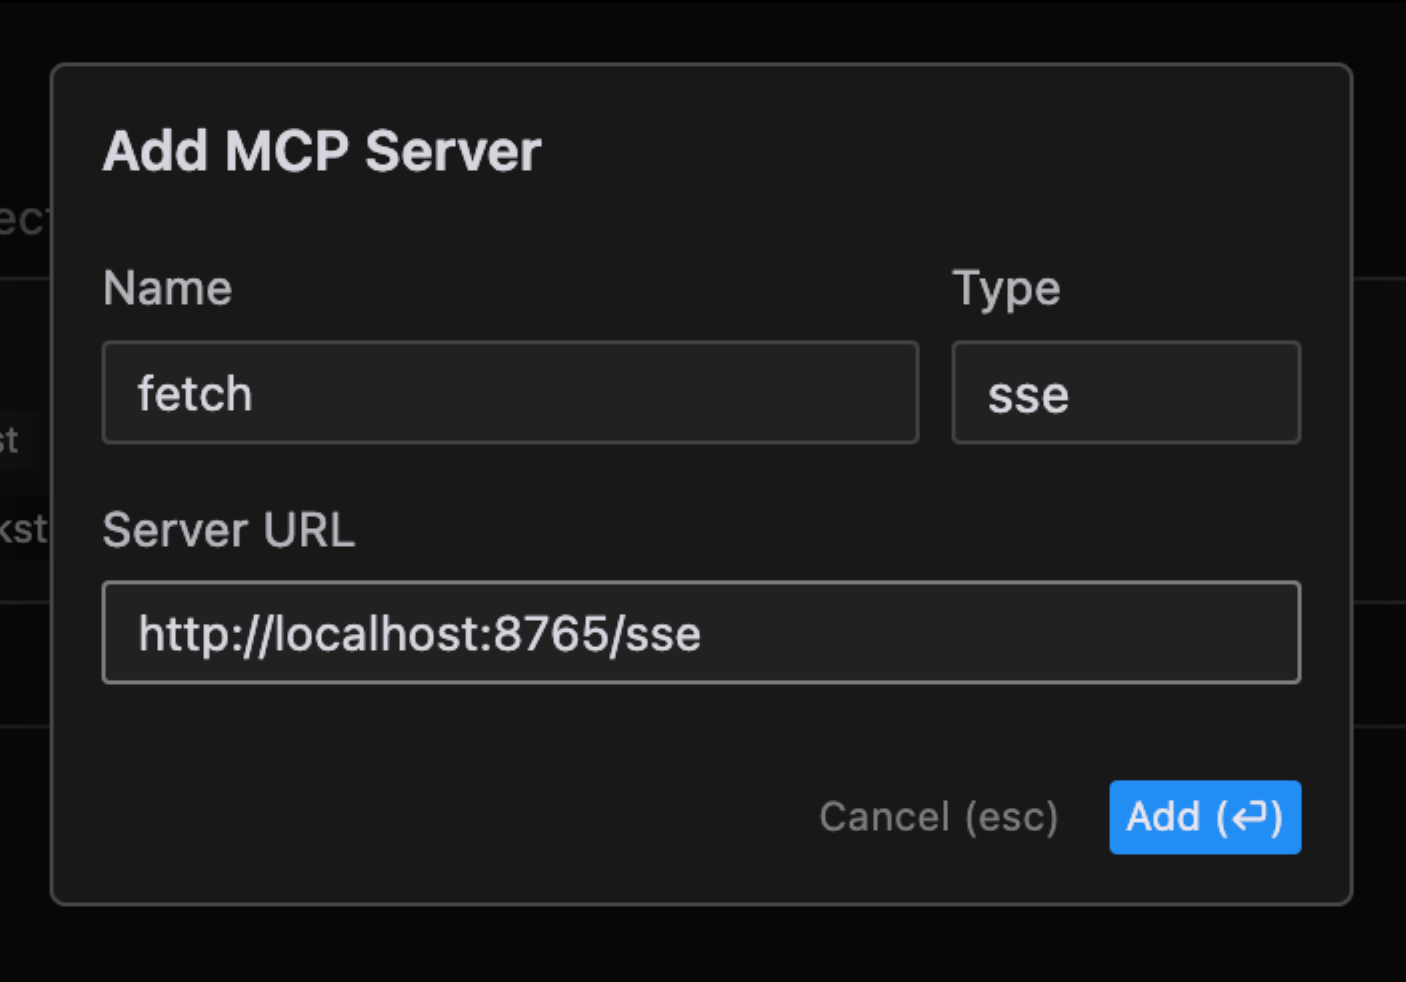 Add MCP Server
Name
Type
fetch
sse
Server URL
http://localhost:8765/sse
Cancel (esc)
Add (⏎)